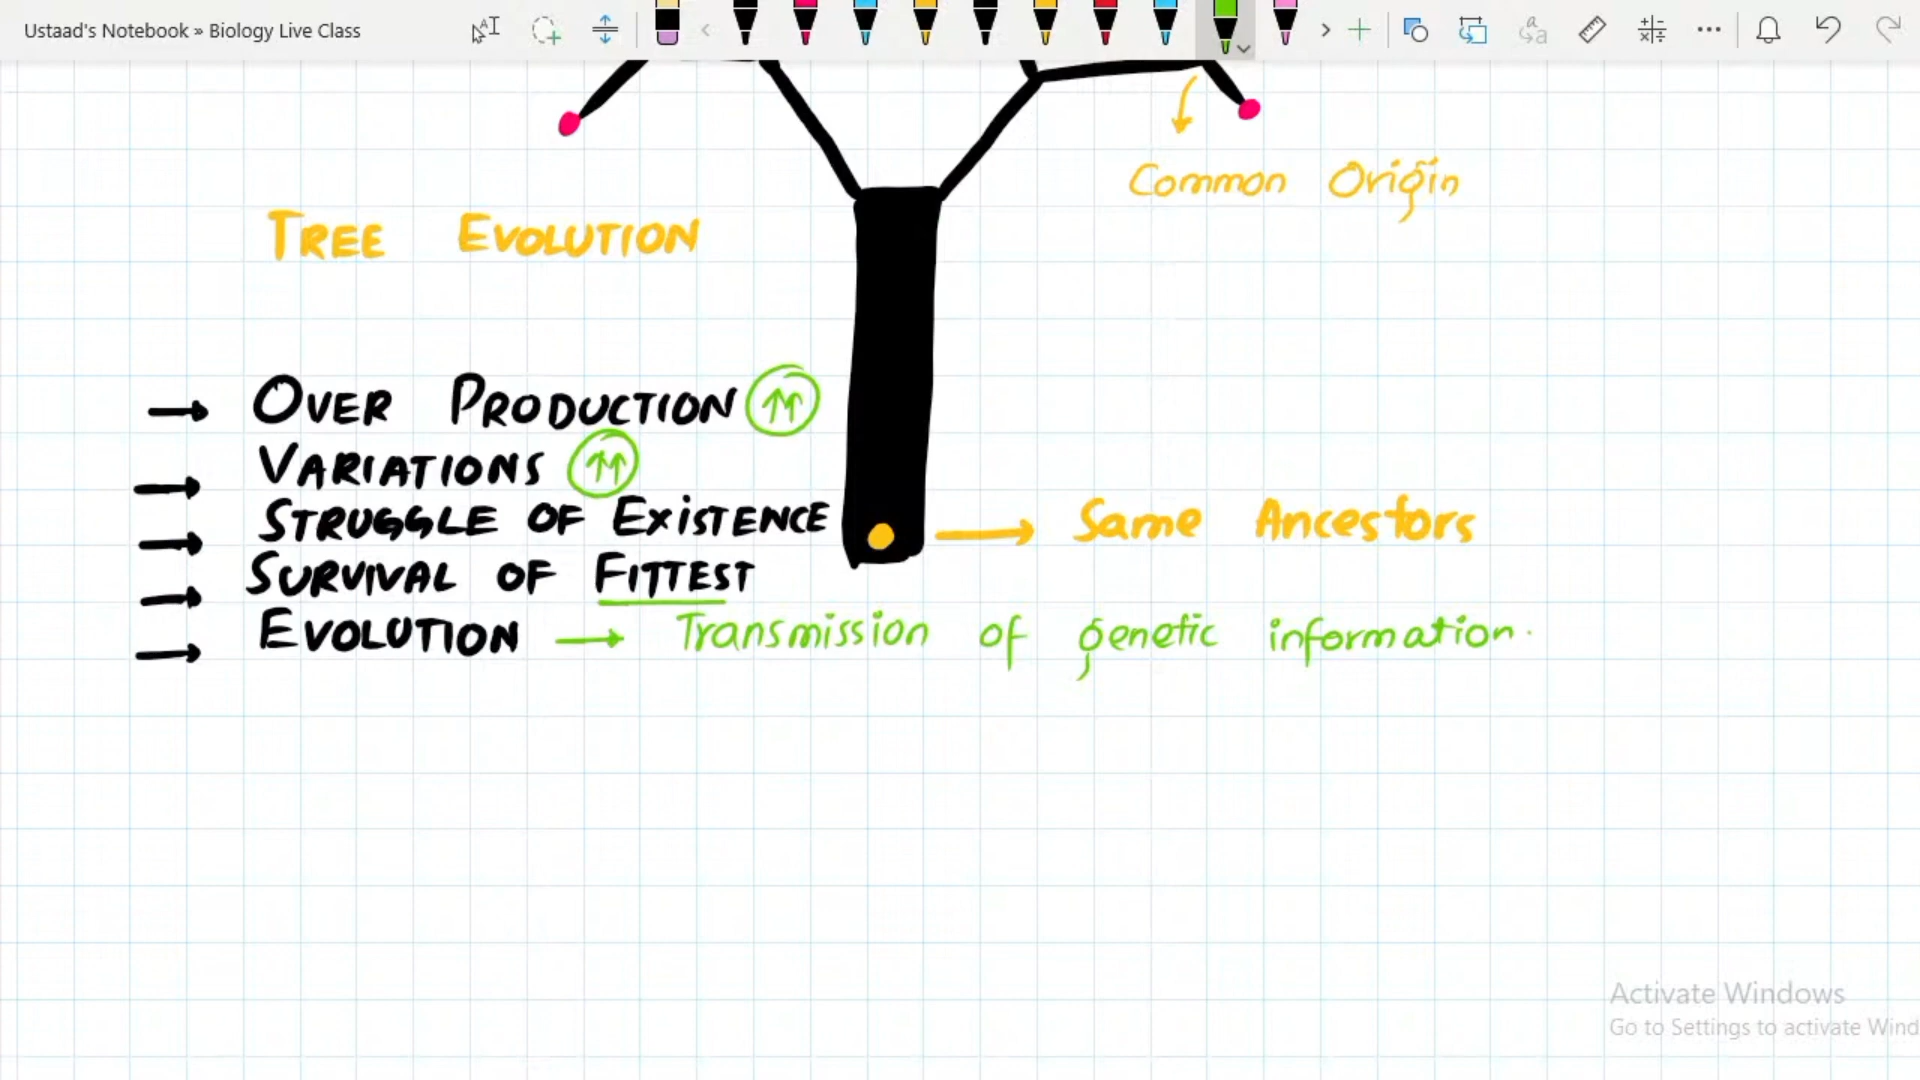 Ustaad's Notebook » Biology Live Class
Common Origin
TREE EVOLUTION
OVER PRODUCTION
VARIATIONS
STRUGGLE OF EXISTENCE
Same Ancestors
SURVIVAL OF FITTEST
EVOLUTION → Transmission of genetic information.
Activate Windows
Go to Settings to activate Wind